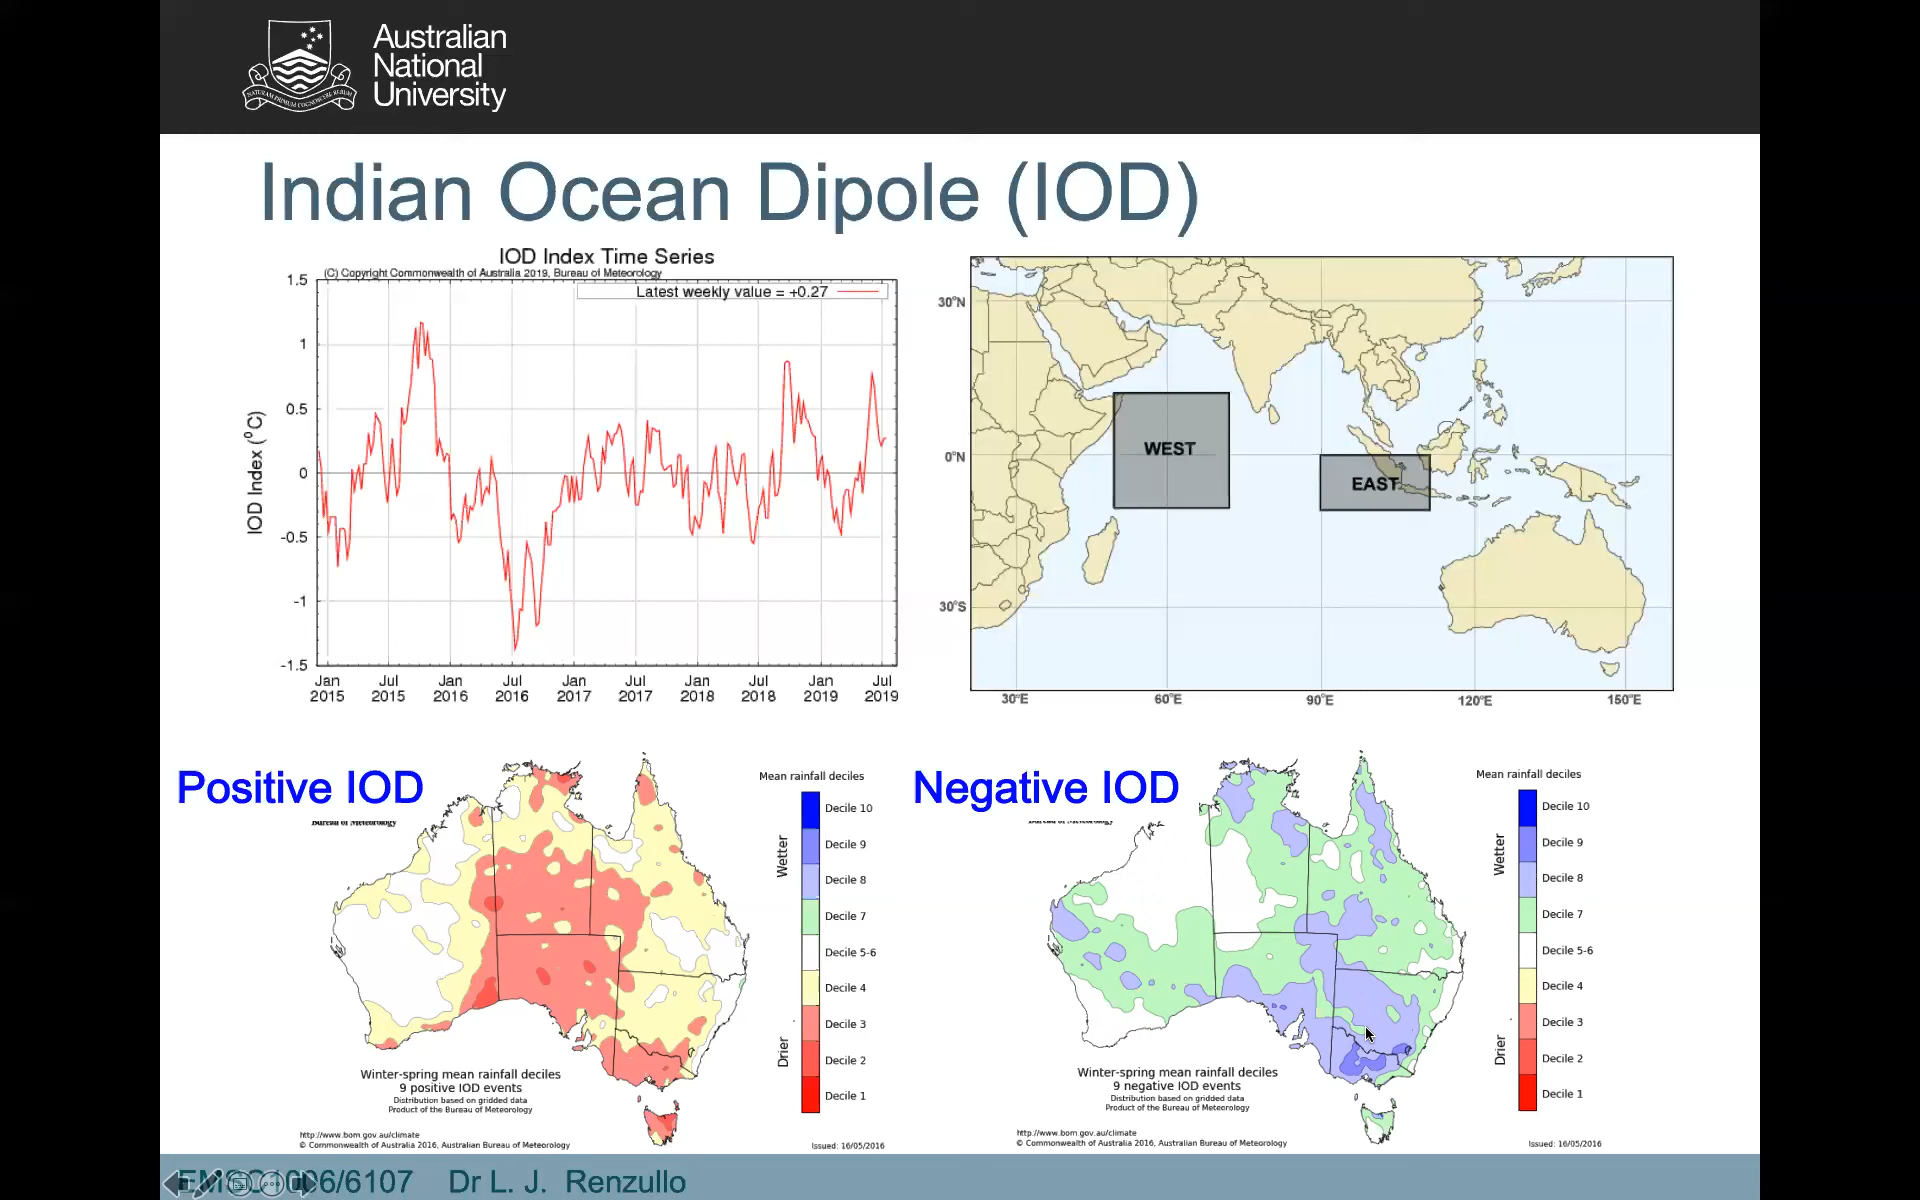 Australian
National
University
NATURAM PRIMUM COGNOSCERE RERUM
Indian Ocean Dipole (IOD)
IOD Index Time Series
(C) Copyright Commonwealth of Australia 2019, Bureau of Meteorology
Latest weekly value = +0.27
IOD Index (°C)
1.5
1
0.5
0
-0.5
-1
-1.5
Jan 2015
Jul 2015
Jan 2016
Jul 2016
Jan 2017
Jul 2017
Jan 2018
Jul 2018
Jan 2019
Jul 2019
30°N
0°N
30°S
WEST
EAST
30°E
60°E
90°E
120°E
150°E
Positive IOD
Bureau of Meteorology
Mean rainfall deciles
Wetter
Drier
Decile 10
Decile 9
Decile 8
Decile 7
Decile 5-6
Decile 4
Decile 3
Decile 2
Decile 1
Winter-spring mean rainfall deciles
9 positive IOD events
Distribution based on gridded data
Product of the Bureau of Meteorology
http://www.bom.gov.au/climate
© Commonwealth of Australia 2016, Australian Bureau of Meteorology
Issued: 16/05/2016
Negative IOD
Bureau of Meteorology
Mean rainfall deciles
Wetter
Drier
Decile 10
Decile 9
Decile 8
Decile 7
Decile 5-6
Decile 4
Decile 3
Decile 2
Decile 1
Winter-spring mean rainfall deciles
9 negative IOD events
Distribution based on gridded data
Product of the Bureau of Meteorology
http://www.bom.gov.au/climate
© Commonwealth of Australia 2016, Australian Bureau of Meteorology
Issued: 16/05/2016
/6107 Dr L. J. Renzullo